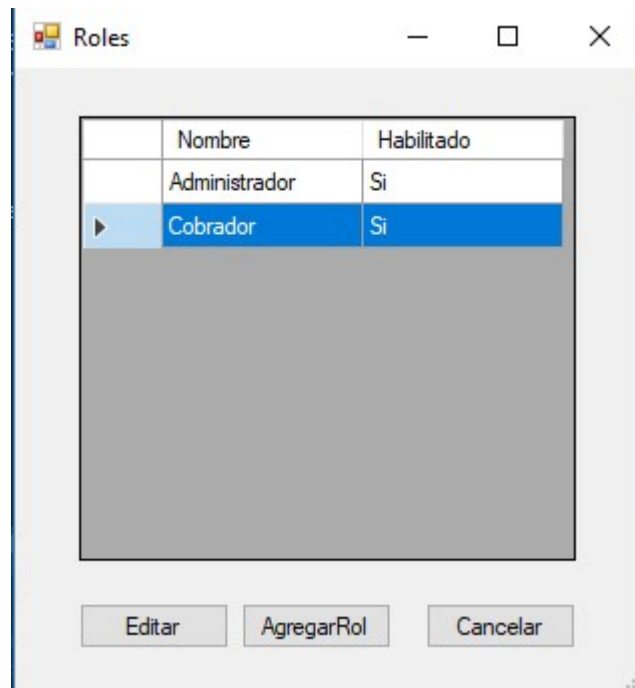 Roles
Nombre Habilitado
Administrador Si
Cobrador Si
Editar AgregarRol Cancelar